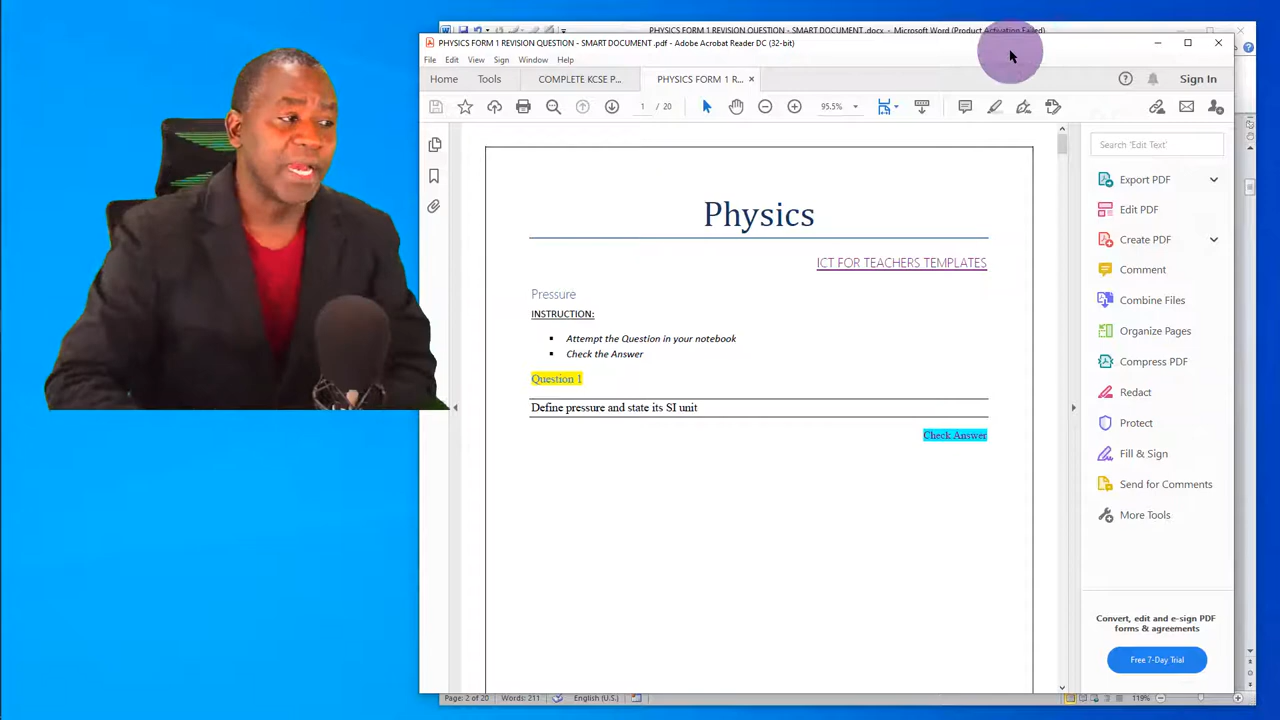 PHYSICS FORM 1 REVISION QUESTION - SMART DOCUMENT .docx - Microsoft Word (Product Activation Failed)
PHYSICS FORM 1 REVISION QUESTION - SMART DOCUMENT .pdf - Adobe Acrobat Reader DC (32-bit)
File Edit View Sign Window Help
Home Tools COMPLETE KCSE P... PHYSICS FORM 1 R... × Sign In
1 / 20 95.5%
Search 'Edit Text'
Physics
ICT FOR TEACHERS TEMPLATES
Pressure
INSTRUCTION:
▪ Attempt the Question in your notebook
▪ Check the Answer
Question 1
Define pressure and state its SI unit
Check Answer
Export PDF
Edit PDF
Create PDF
Comment
Combine Files
Organize Pages
Compress PDF
Redact
Protect
Fill & Sign
Send for Comments
More Tools
Convert, edit and e-sign PDF
forms & agreements
Free 7-Day Trial
Page: 2 of 20 Words: 211 English (U.S.) 119%